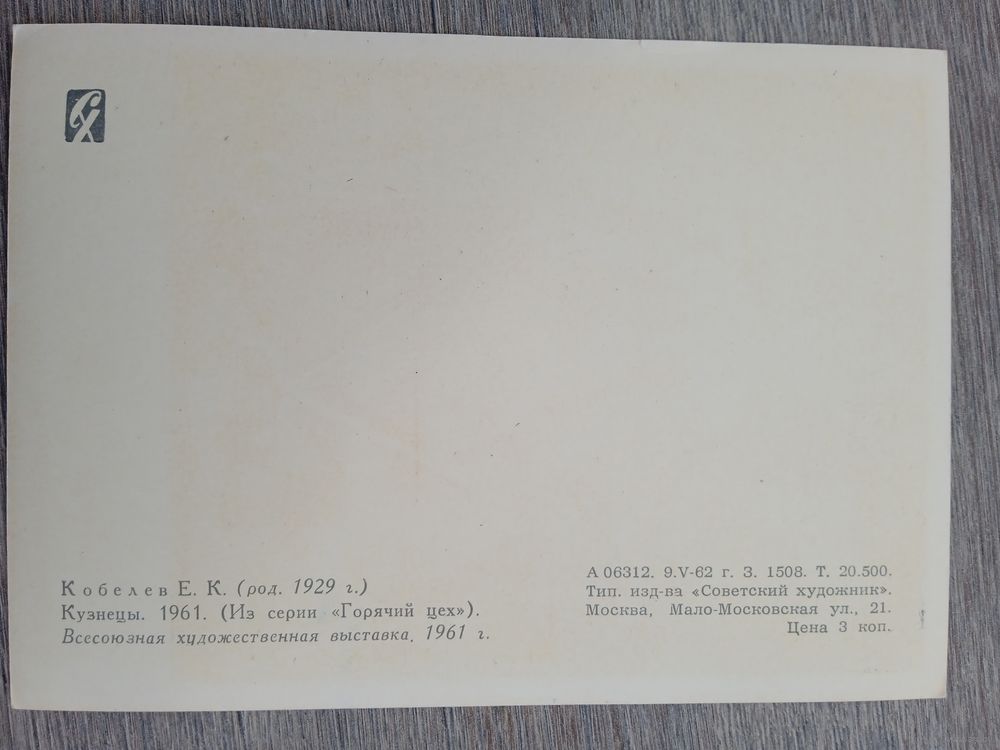 СХ
Кобелев Е. К. (род. 1929 г.)
Кузнецы. 1961. (Из серии «Горячий цех»).
Всесоюзная художественная выставка, 1961 г.
А 06312. 9.V-62 г. З. 1508. Т. 20.500.
Тип. изд-ва «Советский художник».
Москва, Мало-Московская ул., 21.
Цена 3 коп.